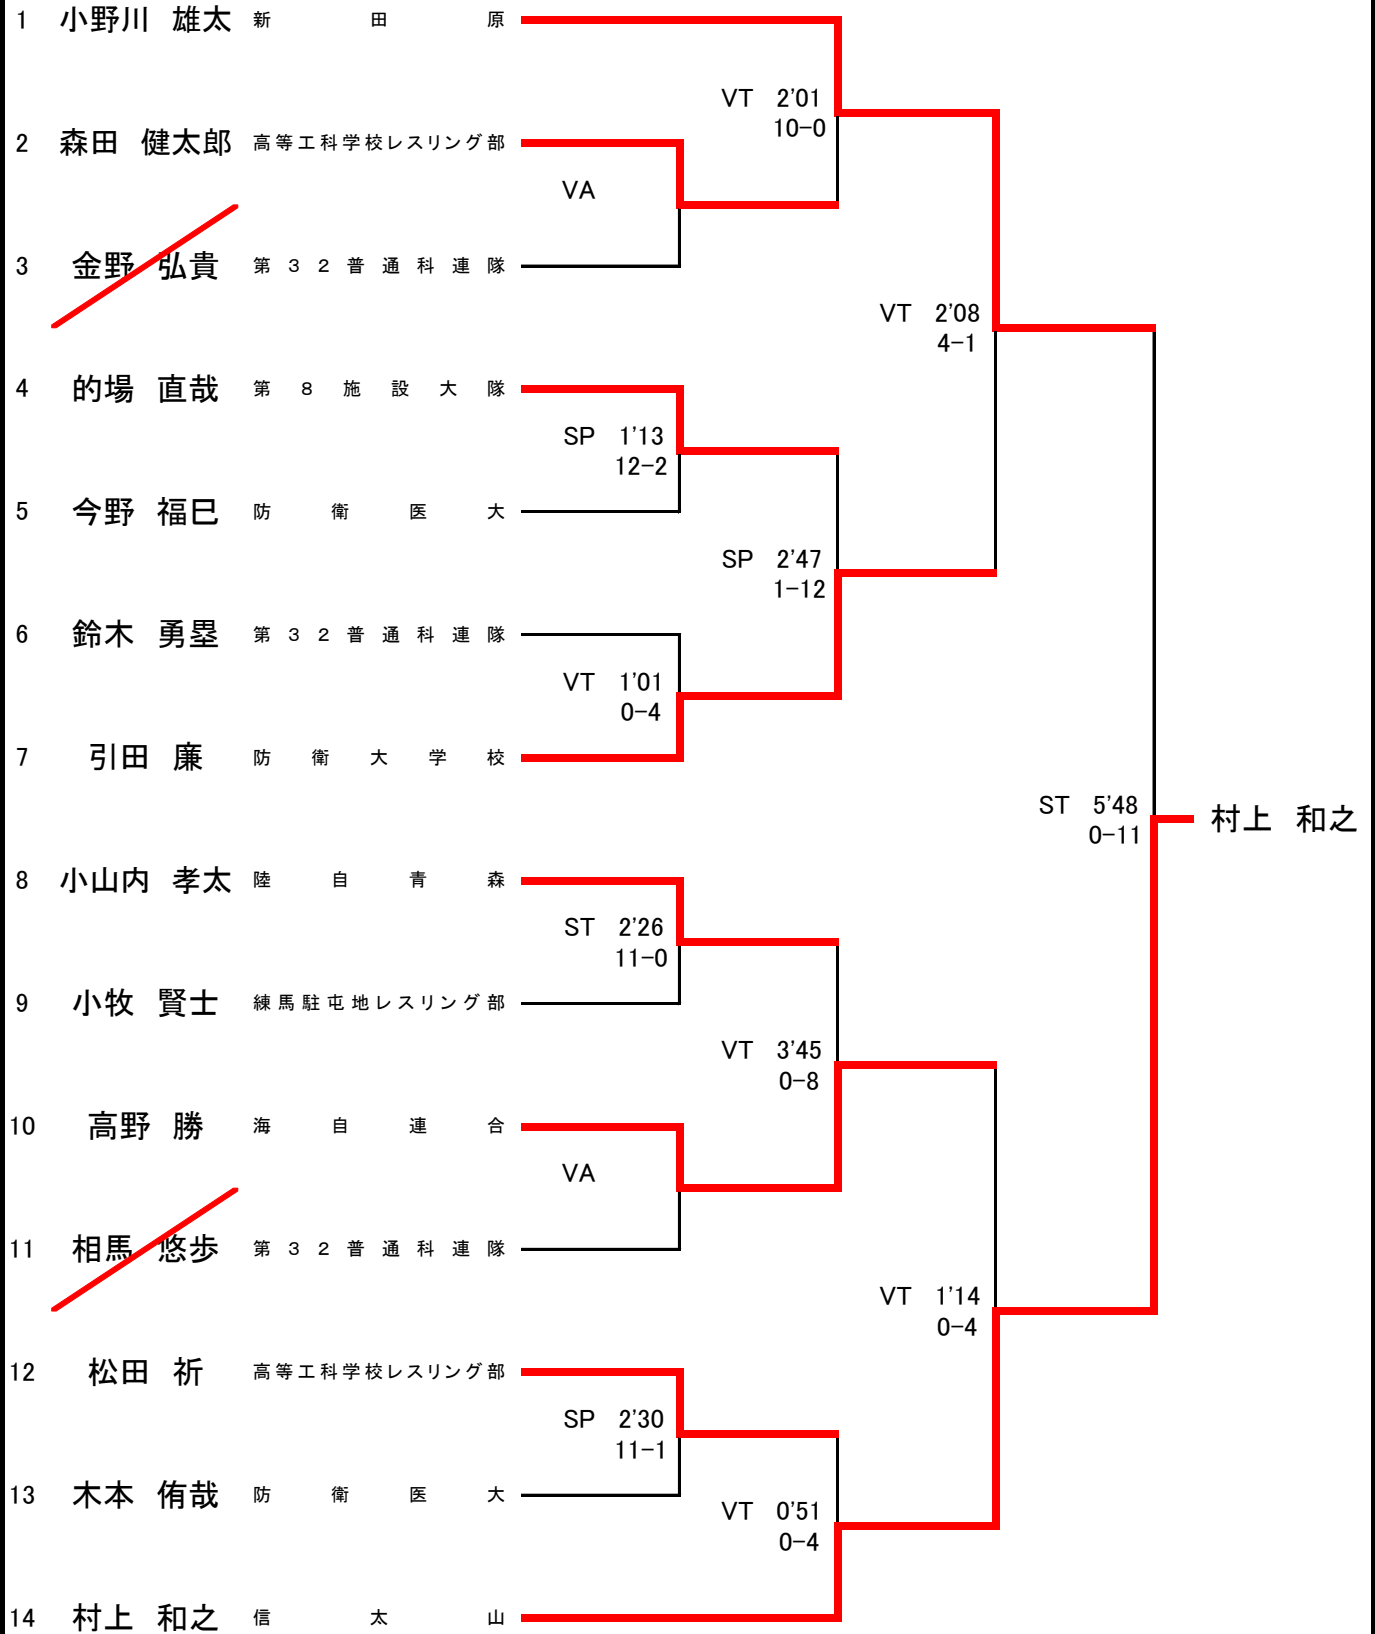 1 小野川 雄太 新田原
VT 2'01
10-0
2 森田 健太郎 高等工科学校レスリング部
VA
3 金野 弘貴 第32普通科連隊
VT 2'08
4-1
4 的場 直哉 第8施設大隊
SP 1'13
12-2
5 今野 福巳 防衛医大
SP 2'47
1-12
6 鈴木 勇塁 第32普通科連隊
VT 1'01
0-4
7 引田 廉 防衛大学校
ST 5'48
0-11
村上 和之
8 小山内 孝太 陸自青森
ST 2'26
11-0
9 小牧 賢士 練馬駐屯地レスリング部
VT 3'45
0-8
10 高野 勝 海自連合
VA
11 相馬 悠歩 第32普通科連隊
VT 1'14
0-4
12 松田 祈 高等工科学校レスリング部
SP 2'30
11-1
13 木本 侑哉 防衛医大
VT 0'51
0-4
14 村上 和之 信太山